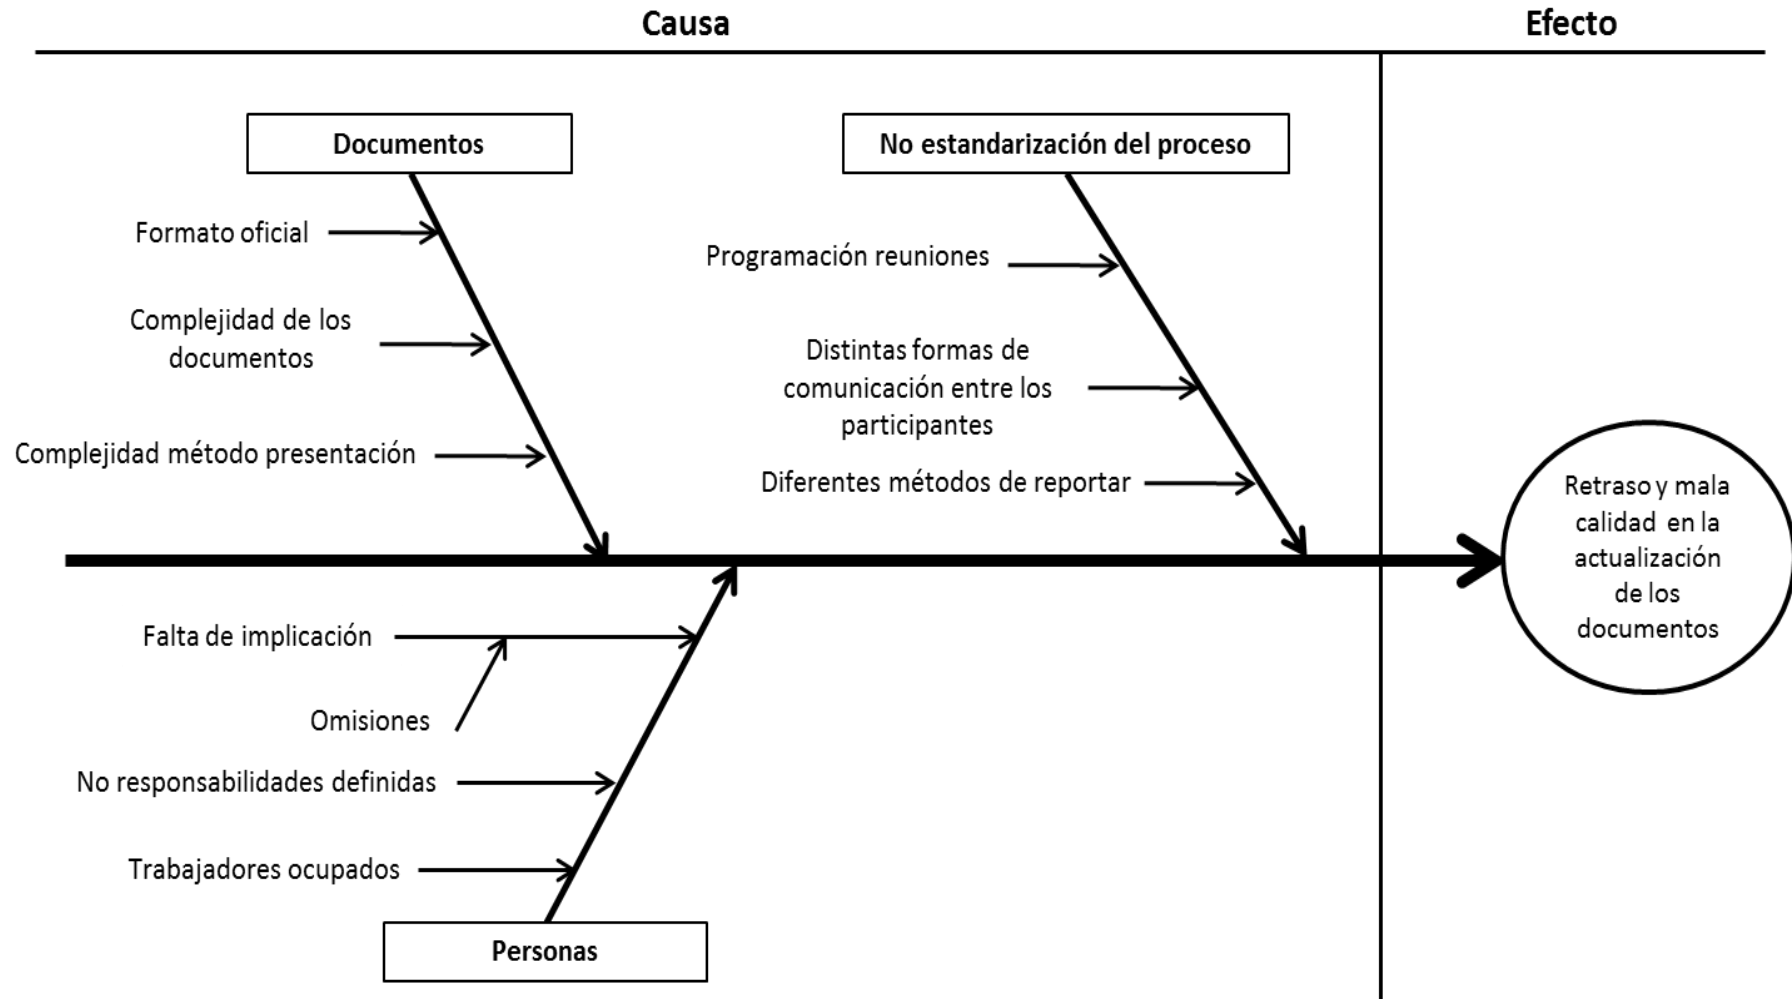 Causa
Efecto
Documentos
No estandarización del proceso
Formato oficial
Programación reuniones
Complejidad de los
documentos
Distintas formas de
comunicación entre los
participantes
Complejidad método presentación
Diferentes métodos de reportar
Retraso y mala
calidad en la
actualización
de los
documentos
Falta de implicación
Omisiones
No responsabilidades definidas
Trabajadores ocupados
Personas